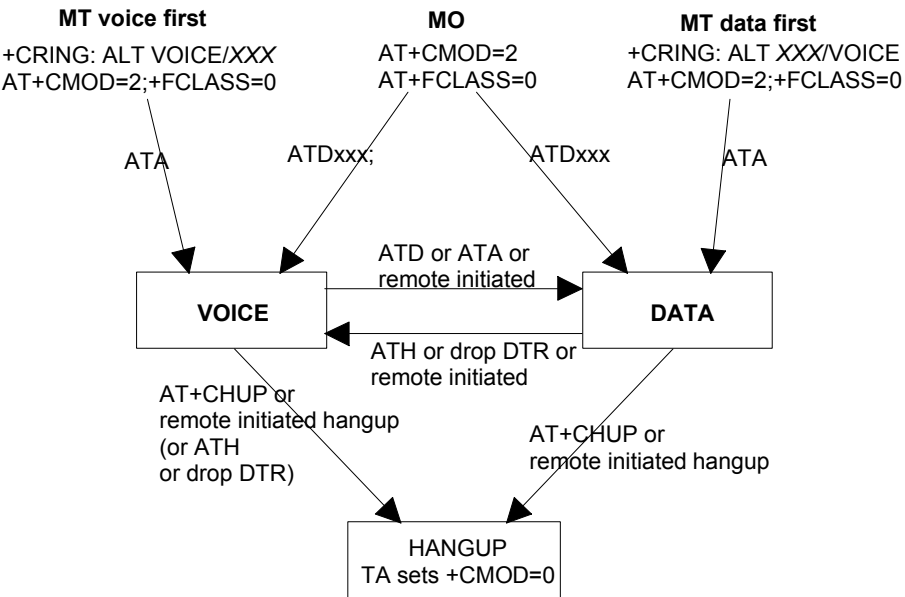 MT voice first
+CRING: ALT VOICE/XXX
AT+CMOD=2;+FCLASS=0
MO
AT+CMOD=2
AT+FCLASS=0
MT data first
+CRING: ALT XXX/VOICE
AT+CMOD=2;+FCLASS=0
ATA
ATDxxx;
ATDxxx
ATA
ATD or ATA or
remote initiated
VOICE
DATA
ATH or drop DTR or
remote initiated
AT+CHUP or
remote initiated hangup
(or ATH
or drop DTR)
AT+CHUP or
remote initiated hangup
HANGUP
TA sets +CMOD=0